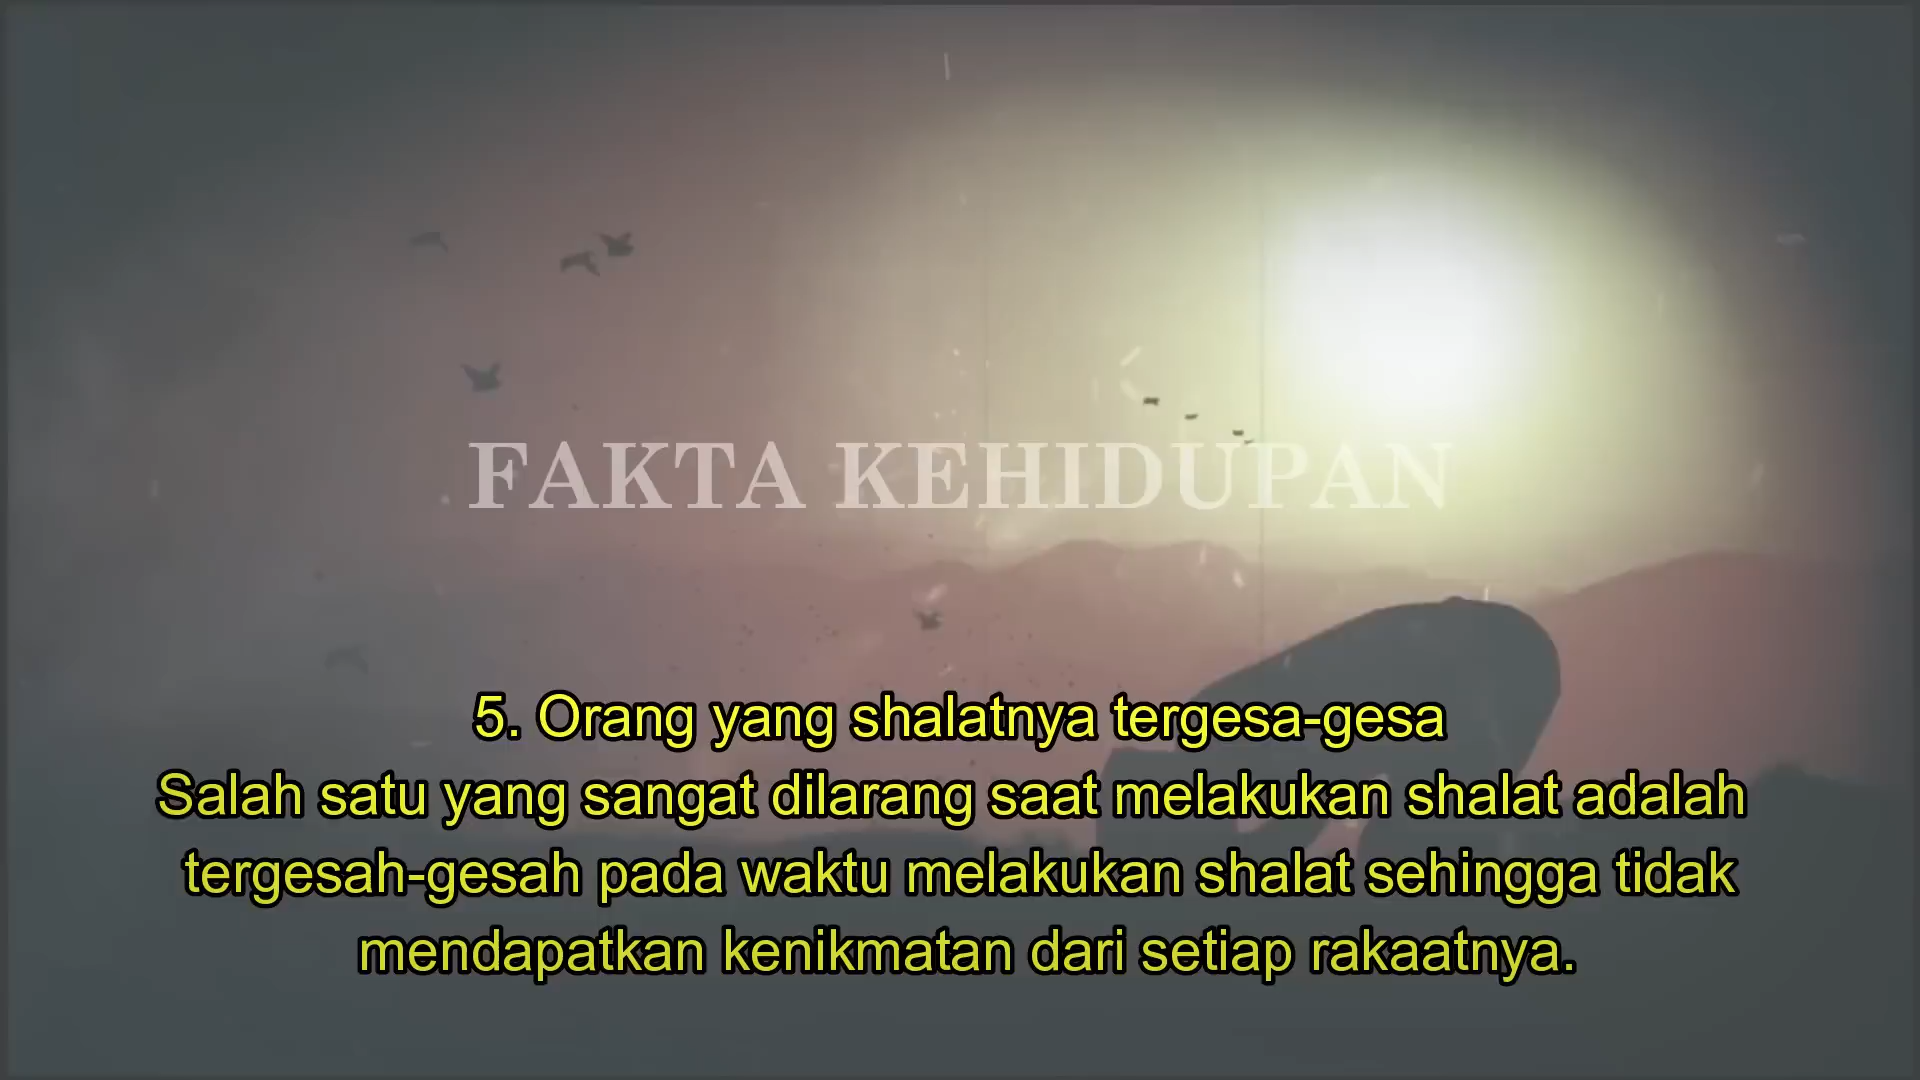 FAKTA KEHIDUPAN
5. Orang yang shalatnya tergesa-gesa
Salah satu yang sangat dilarang saat melakukan shalat adalah
tergesah-gesah pada waktu melakukan shalat sehingga tidak
mendapatkan kenikmatan dari setiap rakaatnya.